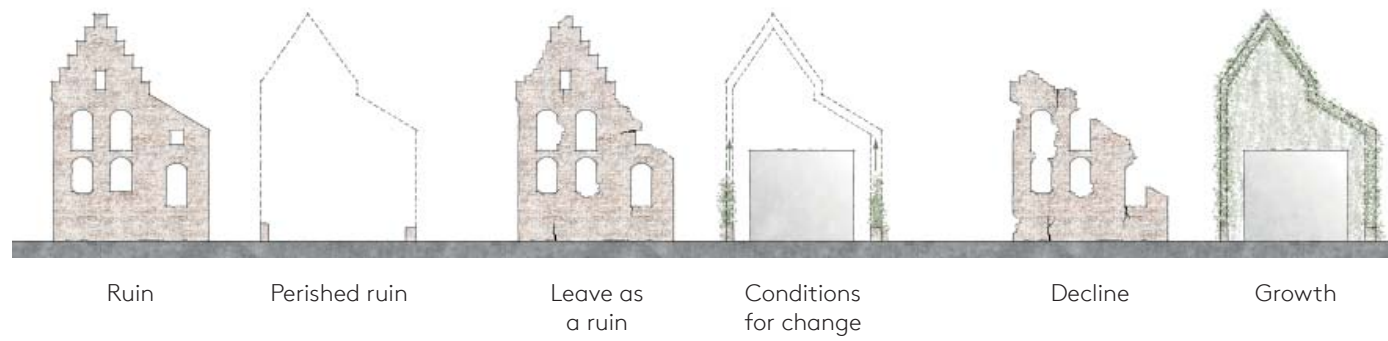 Ruin
Perished ruin
Leave as
a ruin
Conditions
for change
Decline
Growth